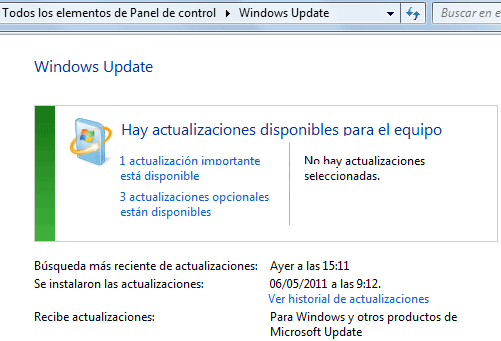 Todos los elementos de Panel de control Windows Update Buscar en e
Windows Update
Hay actualizaciones disponibles para el equipo
1 actualización importante
está disponible
3 actualizaciones opcionales
están disponibles
No hay actualizaciones
seleccionadas.
Búsqueda más reciente de actualizaciones: Ayer a las 15:11
Se instalaron las actualizaciones: 06/05/2011 a las 9:12.
Ver historial de actualizaciones
Recibe actualizaciones: Para Windows y otros productos de
Microsoft Update